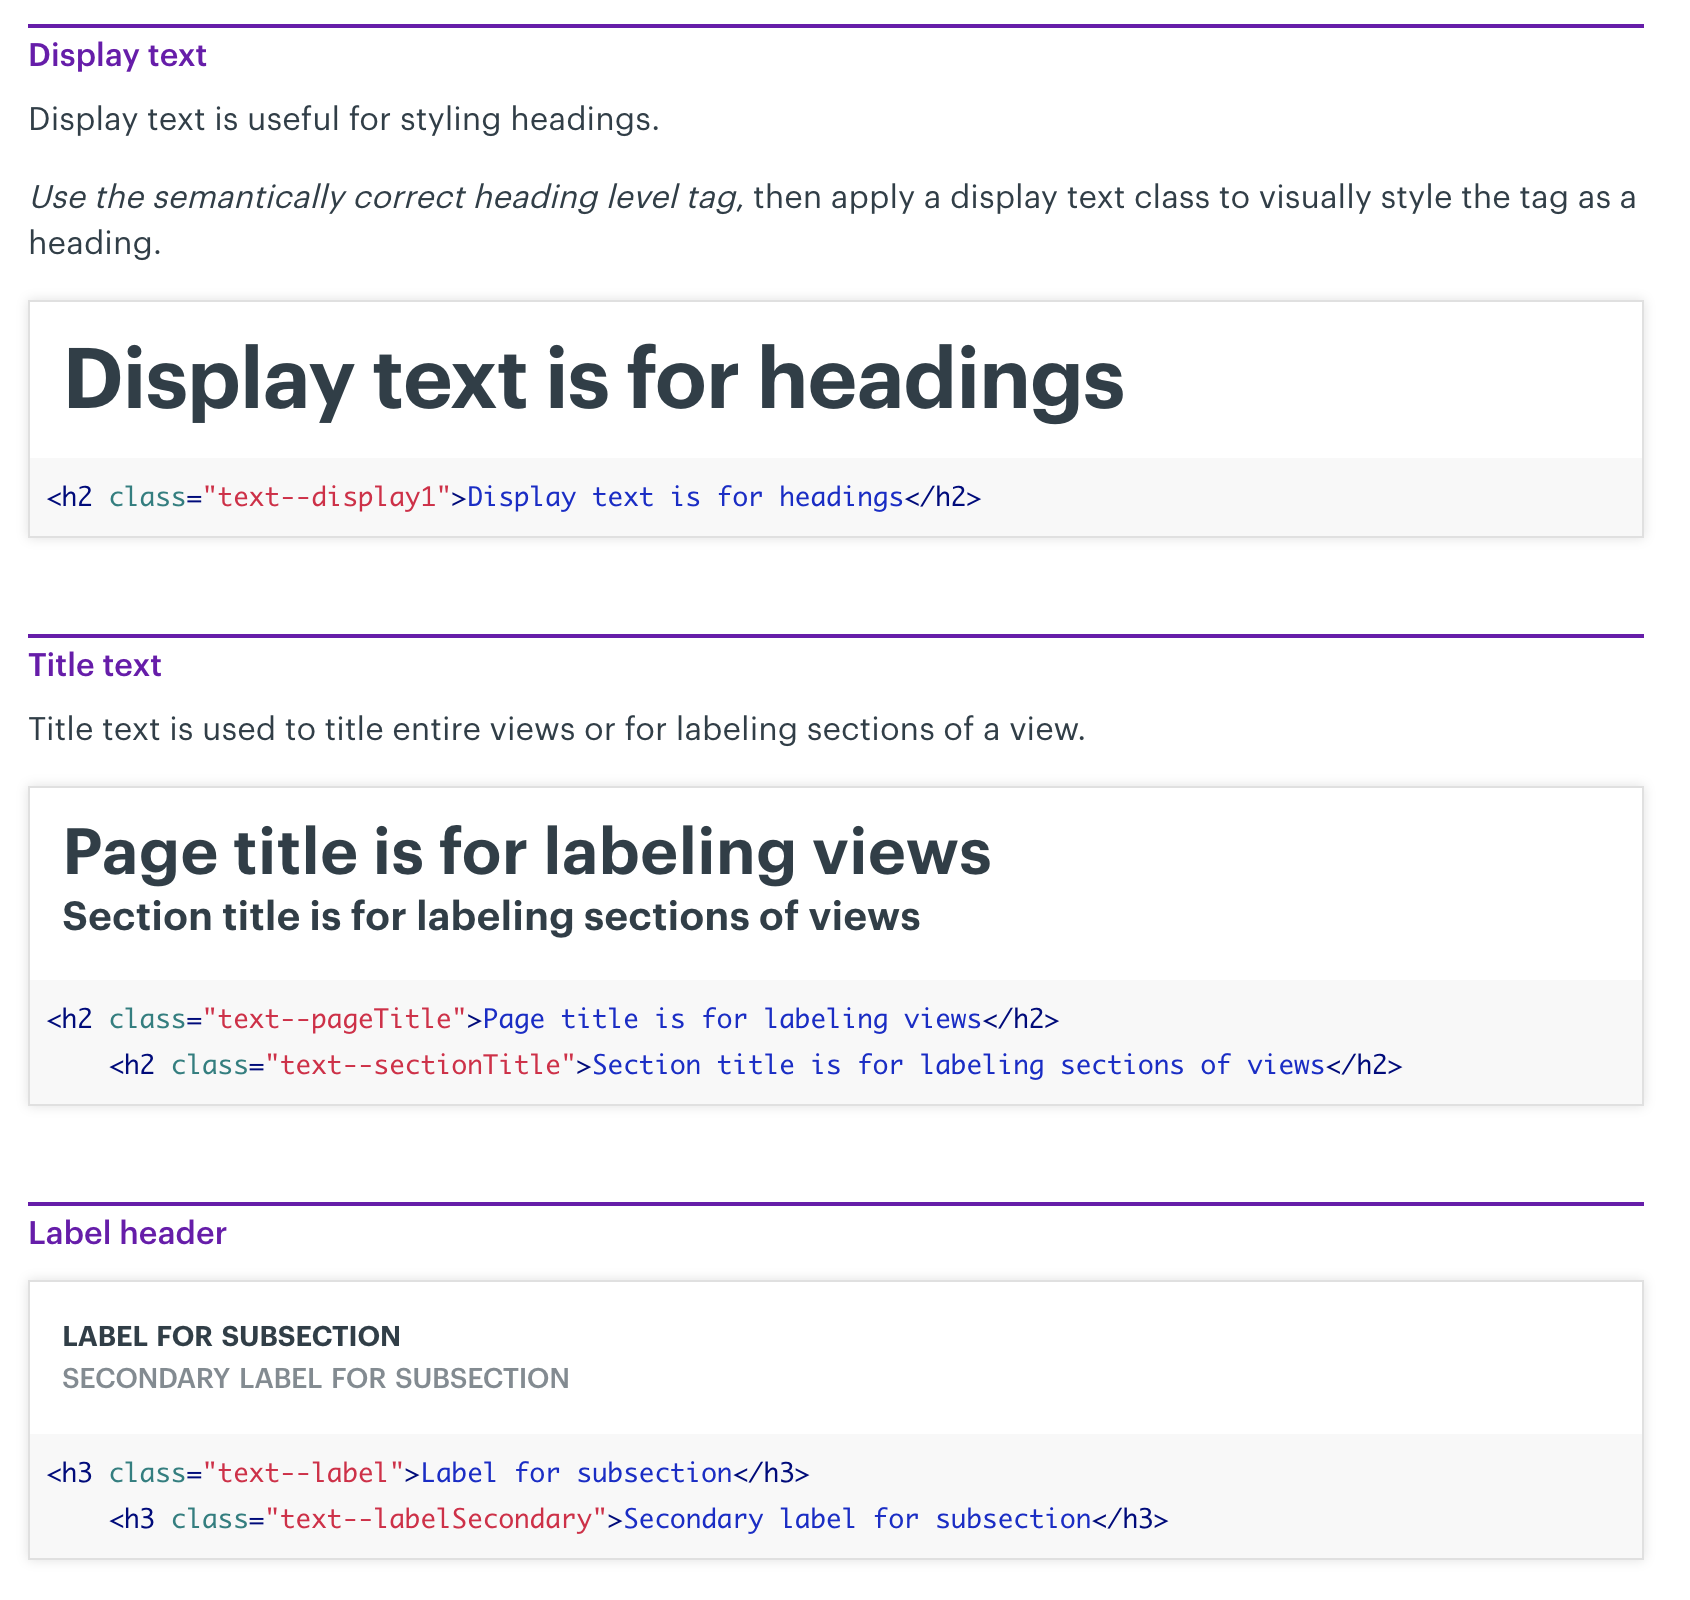 Display text
Display text is useful for styling headings.
Use the semantically correct heading level tag, then apply a display text class to visually style the tag as a
heading.
Display text is for headings
<h2 class="text--display1">Display text is for headings</h2>
Title text
Title text is used to title entire views or for labeling sections of a view.
Page title is for labeling views
Section title is for labeling sections of views
<h2 class="text--pageTitle">Page title is for labeling views</h2>
<h2 class="text--sectionTitle">Section title is for labeling sections of views</h2>
Label header
LABEL FOR SUBSECTION
SECONDARY LABEL FOR SUBSECTION
<h3 class="text--label">Label for subsection</h3>
<h3 class="text--labelSecondary">Secondary label for subsection</h3>